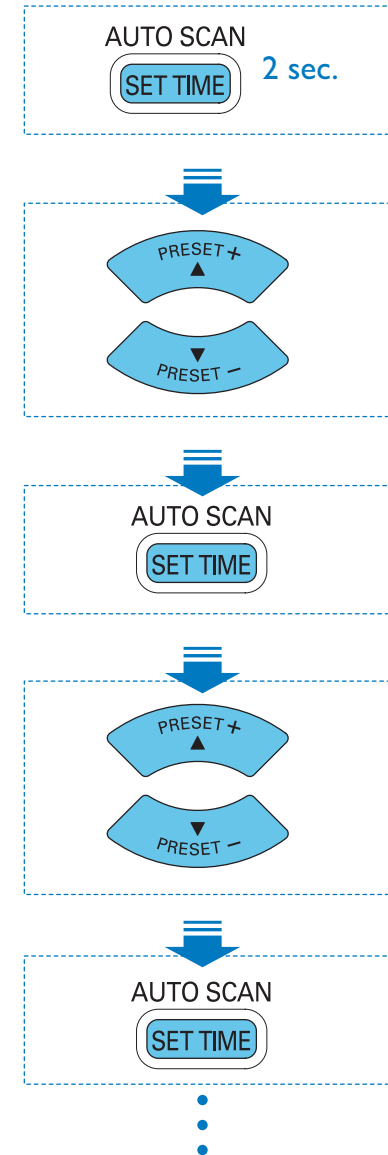 AUTO SCAN
SET TIME
2 sec.
PRESET +
PRESET -
AUTO SCAN
SET TIME
PRESET +
PRESET -
AUTO SCAN
SET TIME